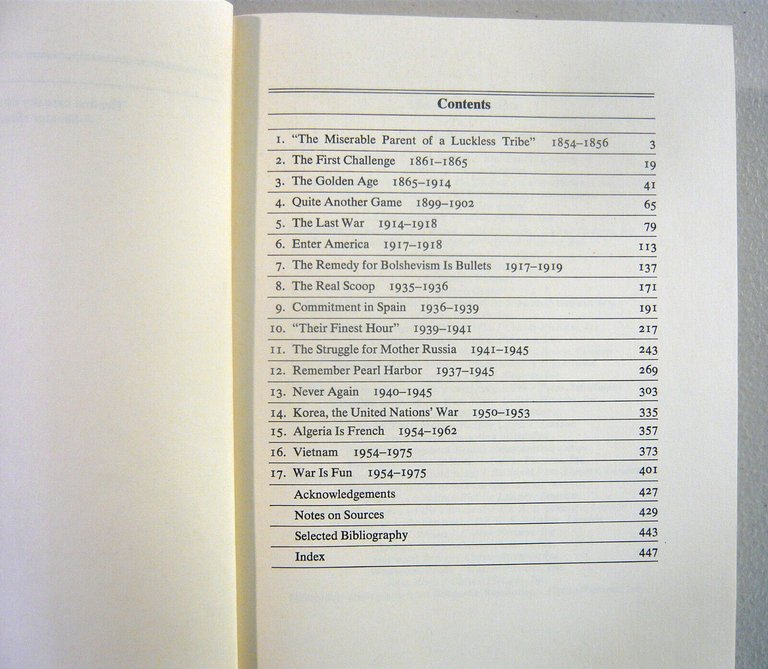 Contents
1. "The Miserable Parent of a Luckless Tribe" 1854–1856 3
2. The First Challenge 1861–1865 19
3. The Golden Age 1865–1914 41
4. Quite Another Game 1899–1902 65
5. The Last War 1914–1918 79
6. Enter America 1917–1918 113
7. The Remedy for Bolshevism Is Bullets 1917–1919 137
8. The Real Scoop 1935–1936 171
9. Commitment in Spain 1936–1939 191
10. "Their Finest Hour" 1939–1941 217
11. The Struggle for Mother Russia 1941–1945 243
12. Remember Pearl Harbor 1937–1945 269
13. Never Again 1940–1945 303
14. Korea, the United Nations' War 1950–1953 335
15. Algeria Is French 1954–1962 357
16. Vietnam 1954–1975 373
17. War Is Fun 1954–1975 401
Acknowledgements 427
Notes on Sources 429
Selected Bibliography 443
Index 447